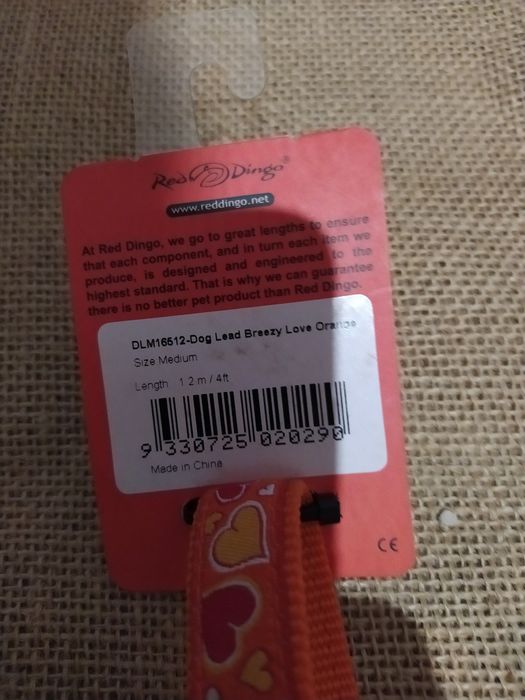 Red Dingo®
www.reddingo.net
At Red Dingo, we go to great lengths to ensure
that each component, and in turn each item we
produce, is designed and engineered to the
highest standard. That is why we can guarantee
there is no better pet product than Red Dingo.
DLM16512-Dog Lead Breezy Love Orange
Size Medium
Length 1.2 m / 4ft
9 330725 020290
Made in China
CE